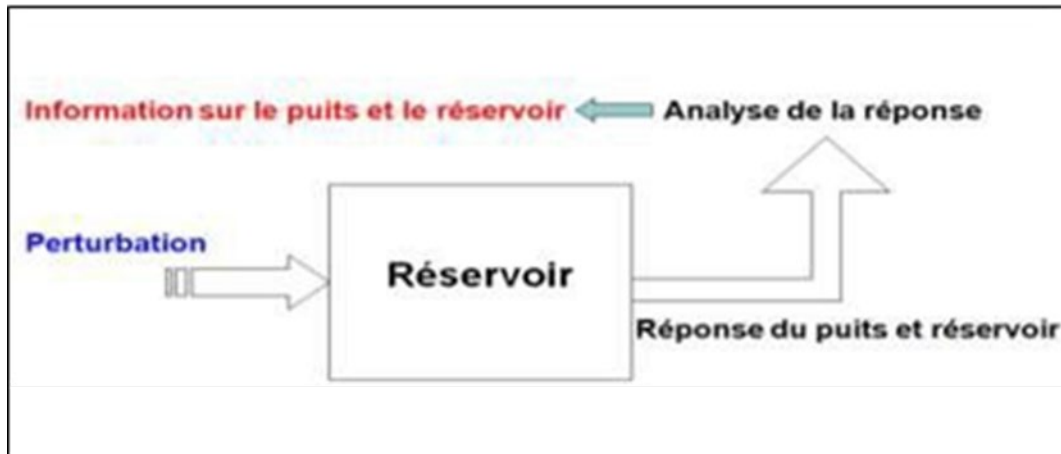 Information sur le puits et le réservoir
Analyse de la réponse
Perturbation
Réservoir
Réponse du puits et réservoir